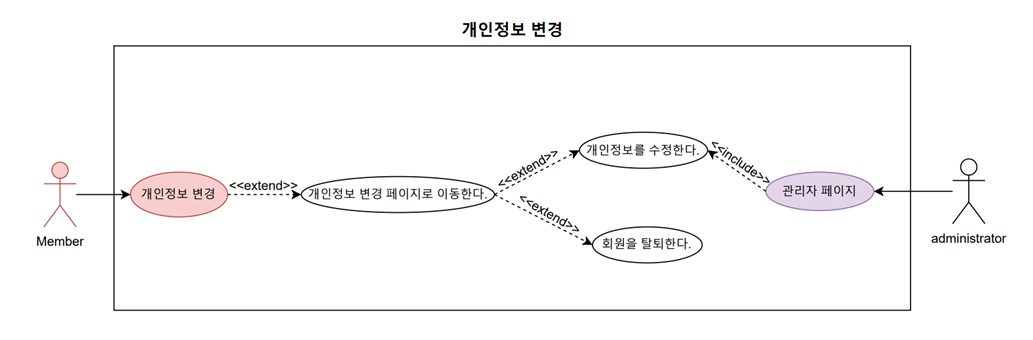 개인정보 변경
Member
개인정보 변경
<<extend>>
개인정보 변경 페이지로 이동한다.
<<extend>>
<<extend>>
개인정보를 수정한다.
회원을 탈퇴한다.
<<include>>
관리자 페이지
administrator